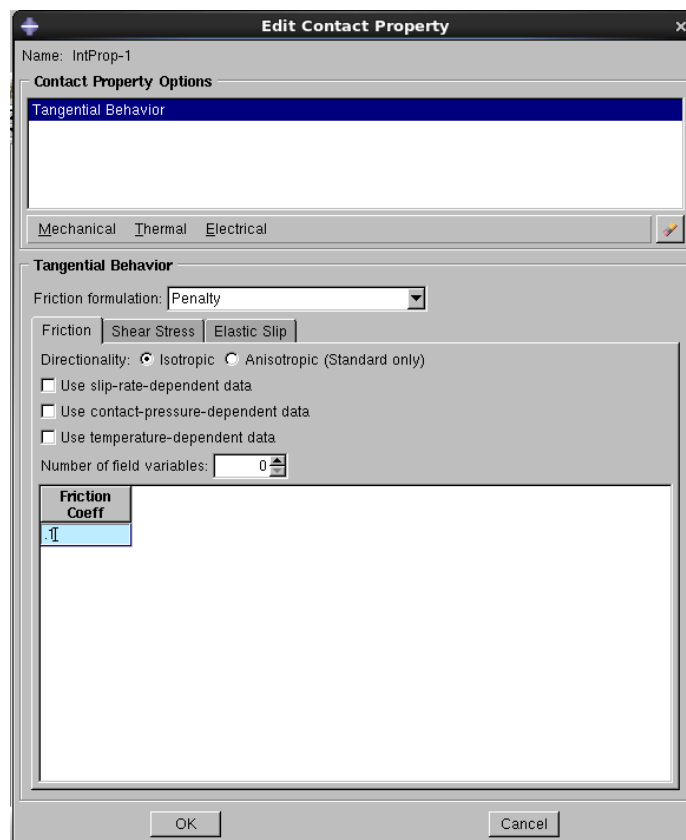 Edit Contact Property
Name: IntProp-1
Contact Property Options
Tangential Behavior
Mechanical Thermal Electrical
Tangential Behavior
Friction formulation: Penalty
Friction Shear Stress Elastic Slip
Directionality: Isotropic Anisotropic (Standard only)
Use slip-rate-dependent data
Use contact-pressure-dependent data
Use temperature-dependent data
Number of field variables: 0
Friction
Coeff
.1
OK Cancel